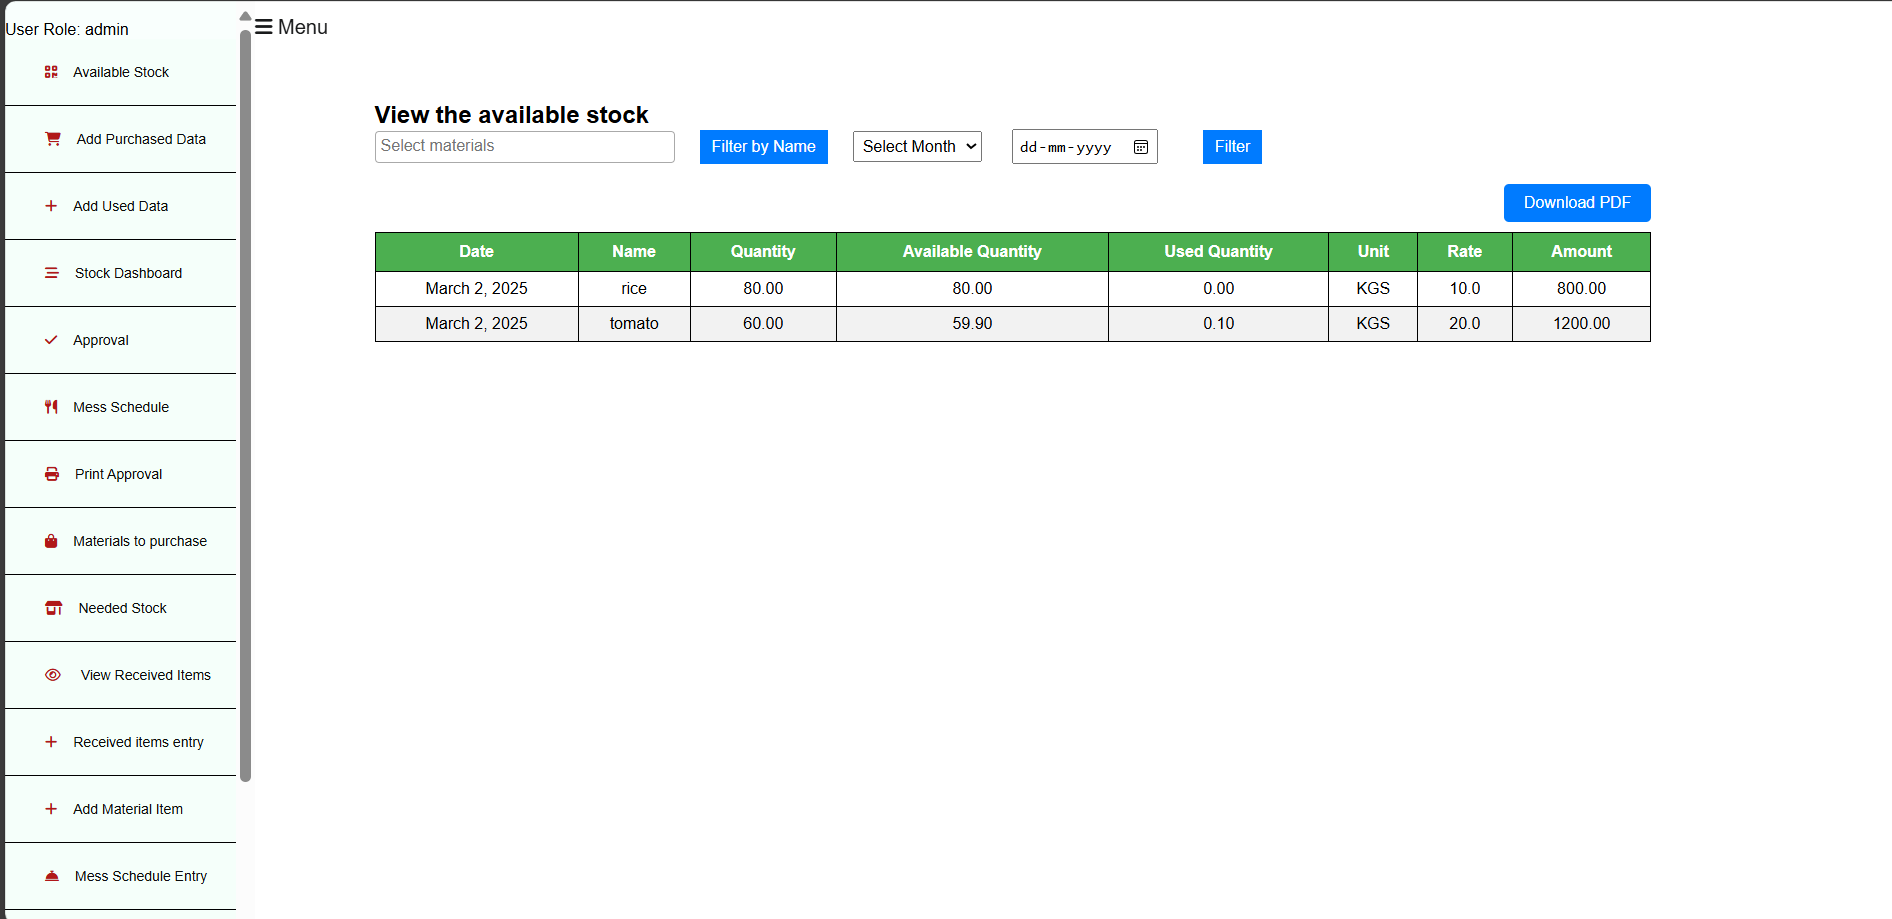 User Role: admin
Available Stock
Add Purchased Data
Add Used Data
Stock Dashboard
Approval
Mess Schedule
Print Approval
Materials to purchase
Needed Stock
View Received Items
Received items entry
Add Material Item
Mess Schedule Entry
Menu
View the available stock
Select materials Filter by Name Select Month dd-mm-yyyy Filter
Download PDF
Date Name Quantity Available Quantity Used Quantity Unit Rate Amount
March 2, 2025 rice 80.00 80.00 0.00 KGS 10.0 800.00
March 2, 2025 tomato 60.00 59.90 0.10 KGS 20.0 1200.00